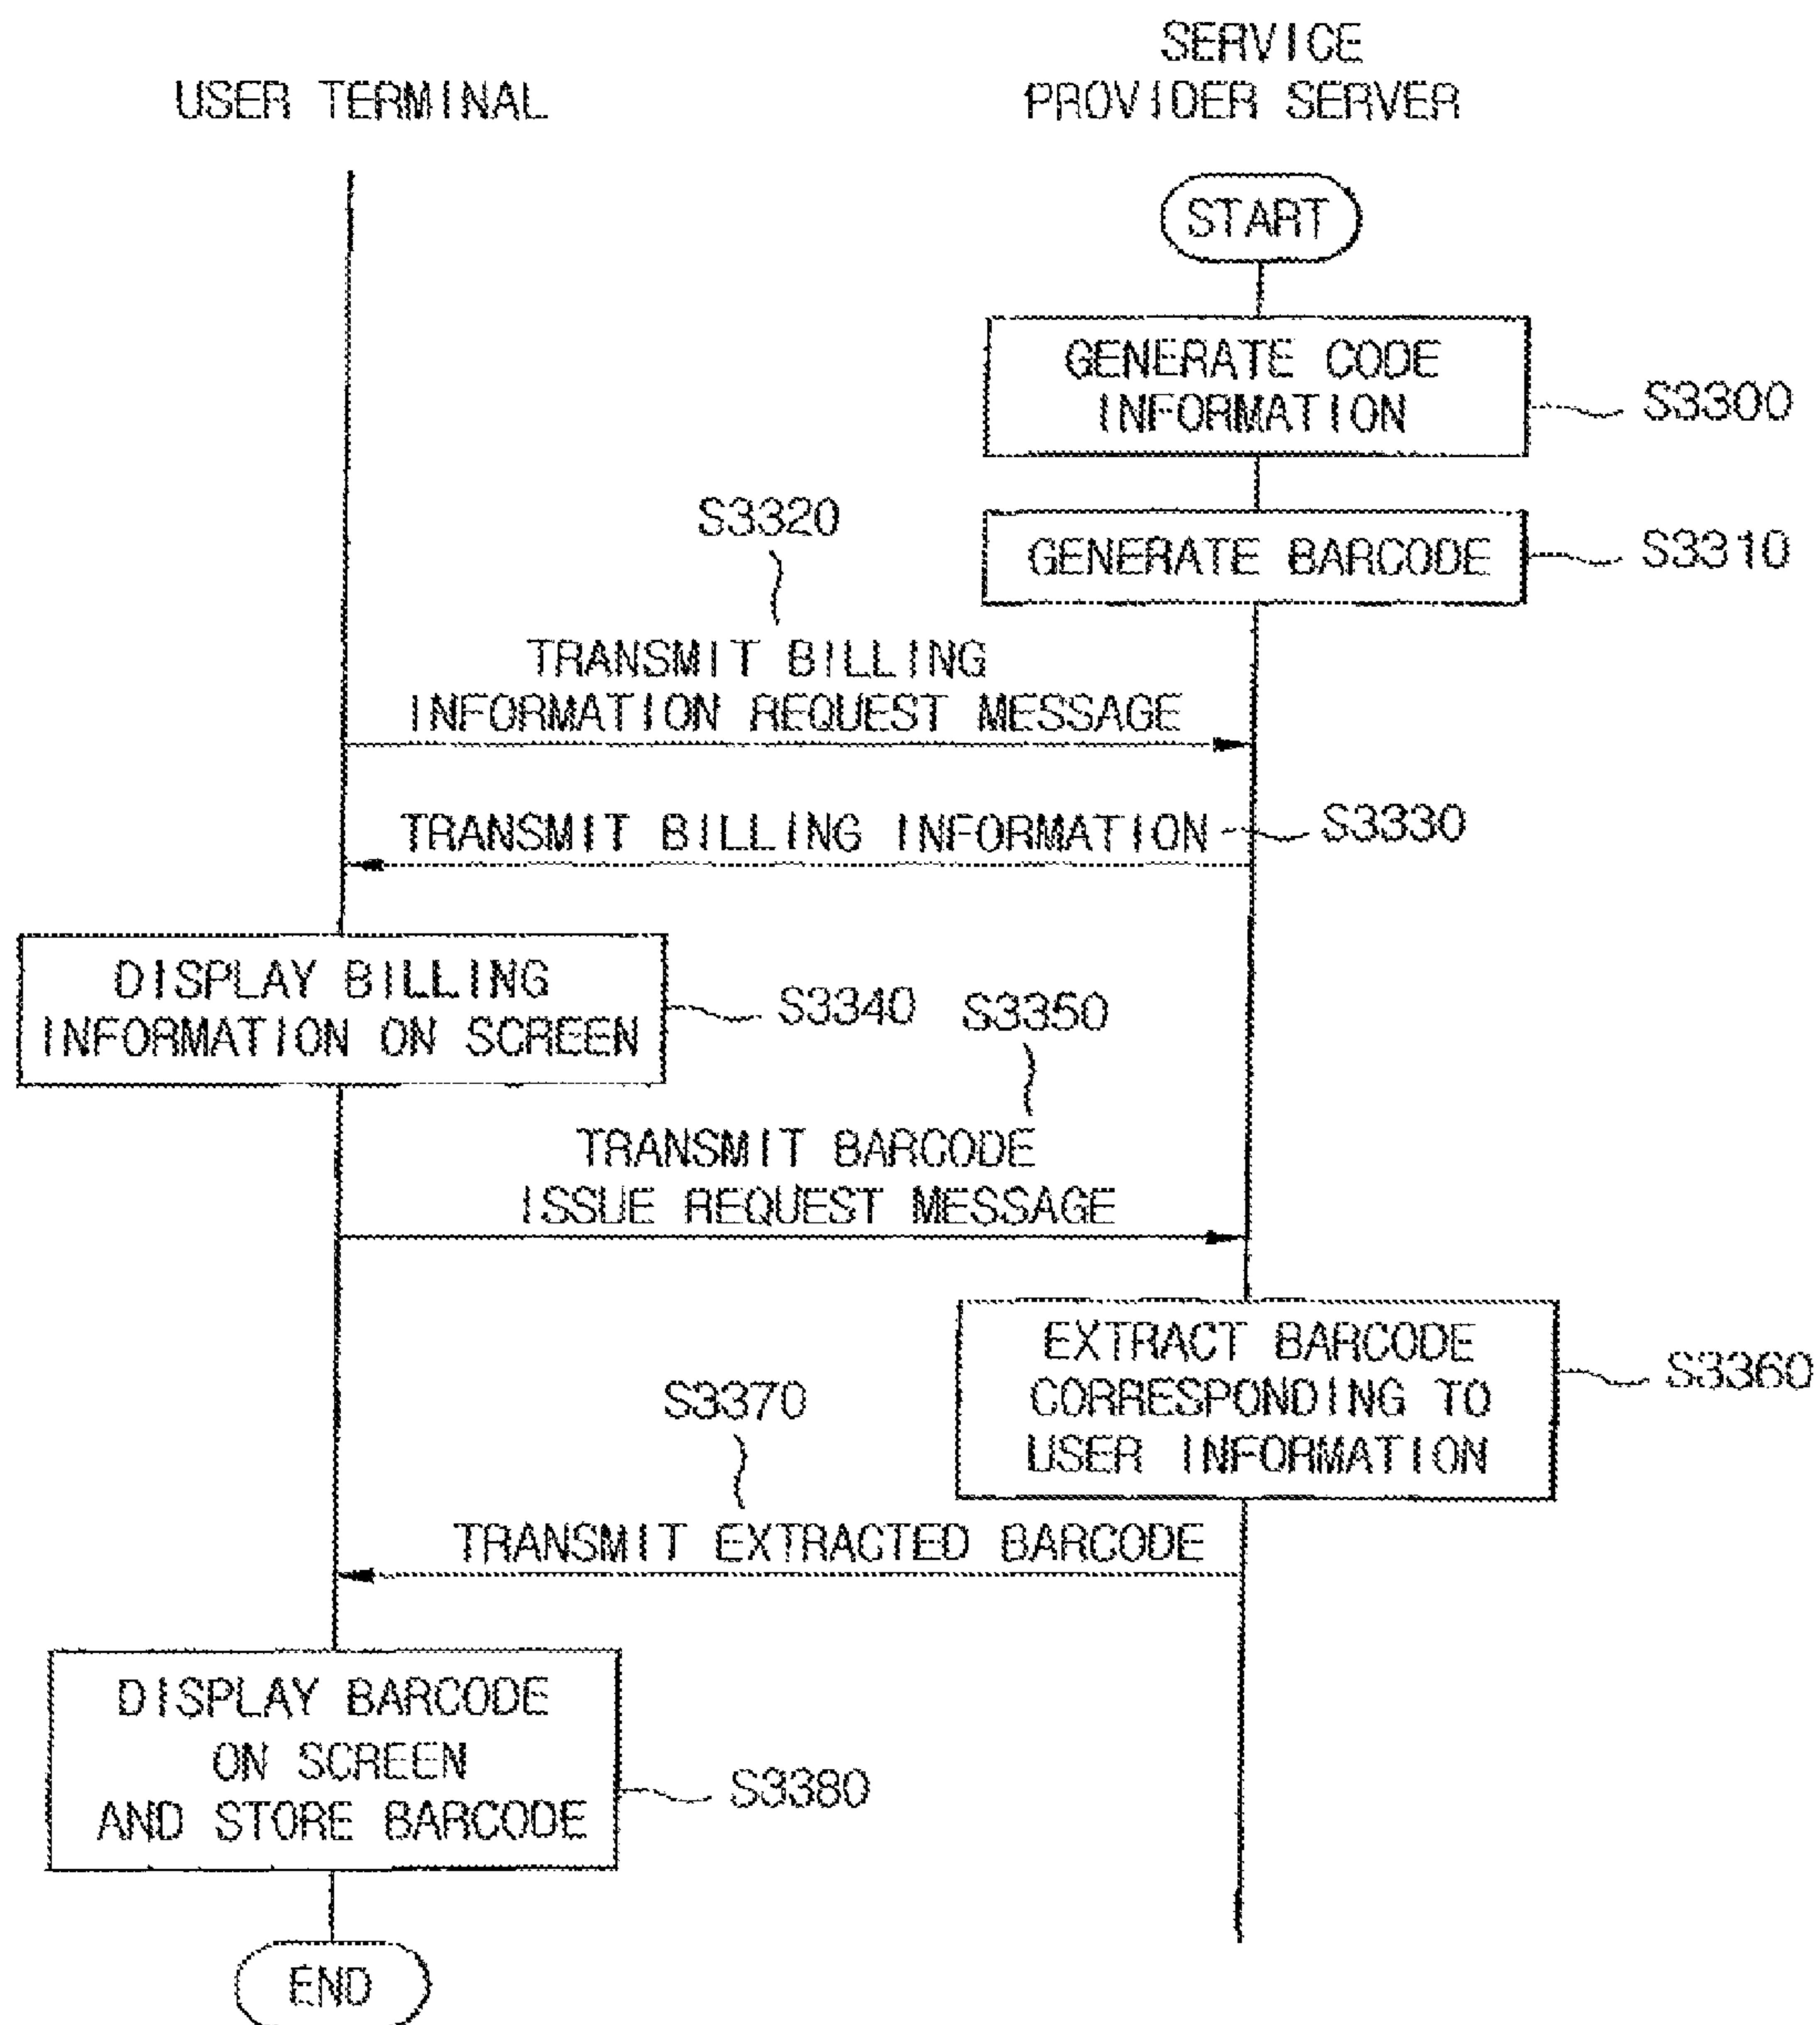 SERVICE
USER TERMINAL PROVIDER SERVER
START
GENERATE CODE
INFORMATION
S3300
S3320
GENERATE BARCODE
S3310
TRANSMIT BILLING
INFORMATION REQUEST MESSAGE
TRANSMIT BILLING INFORMATION
S3330
DISPLAY BILLING
INFORMATION ON SCREEN
S3340
S3350
TRANSMIT BARCODE
ISSUE REQUEST MESSAGE
EXTRACT BARCODE
CORRESPONDING TO
USER INFORMATION
S3360
S3370
TRANSMIT EXTRACTED BARCODE
DISPLAY BARCODE
ON SCREEN
AND STORE BARCODE
S3380
END